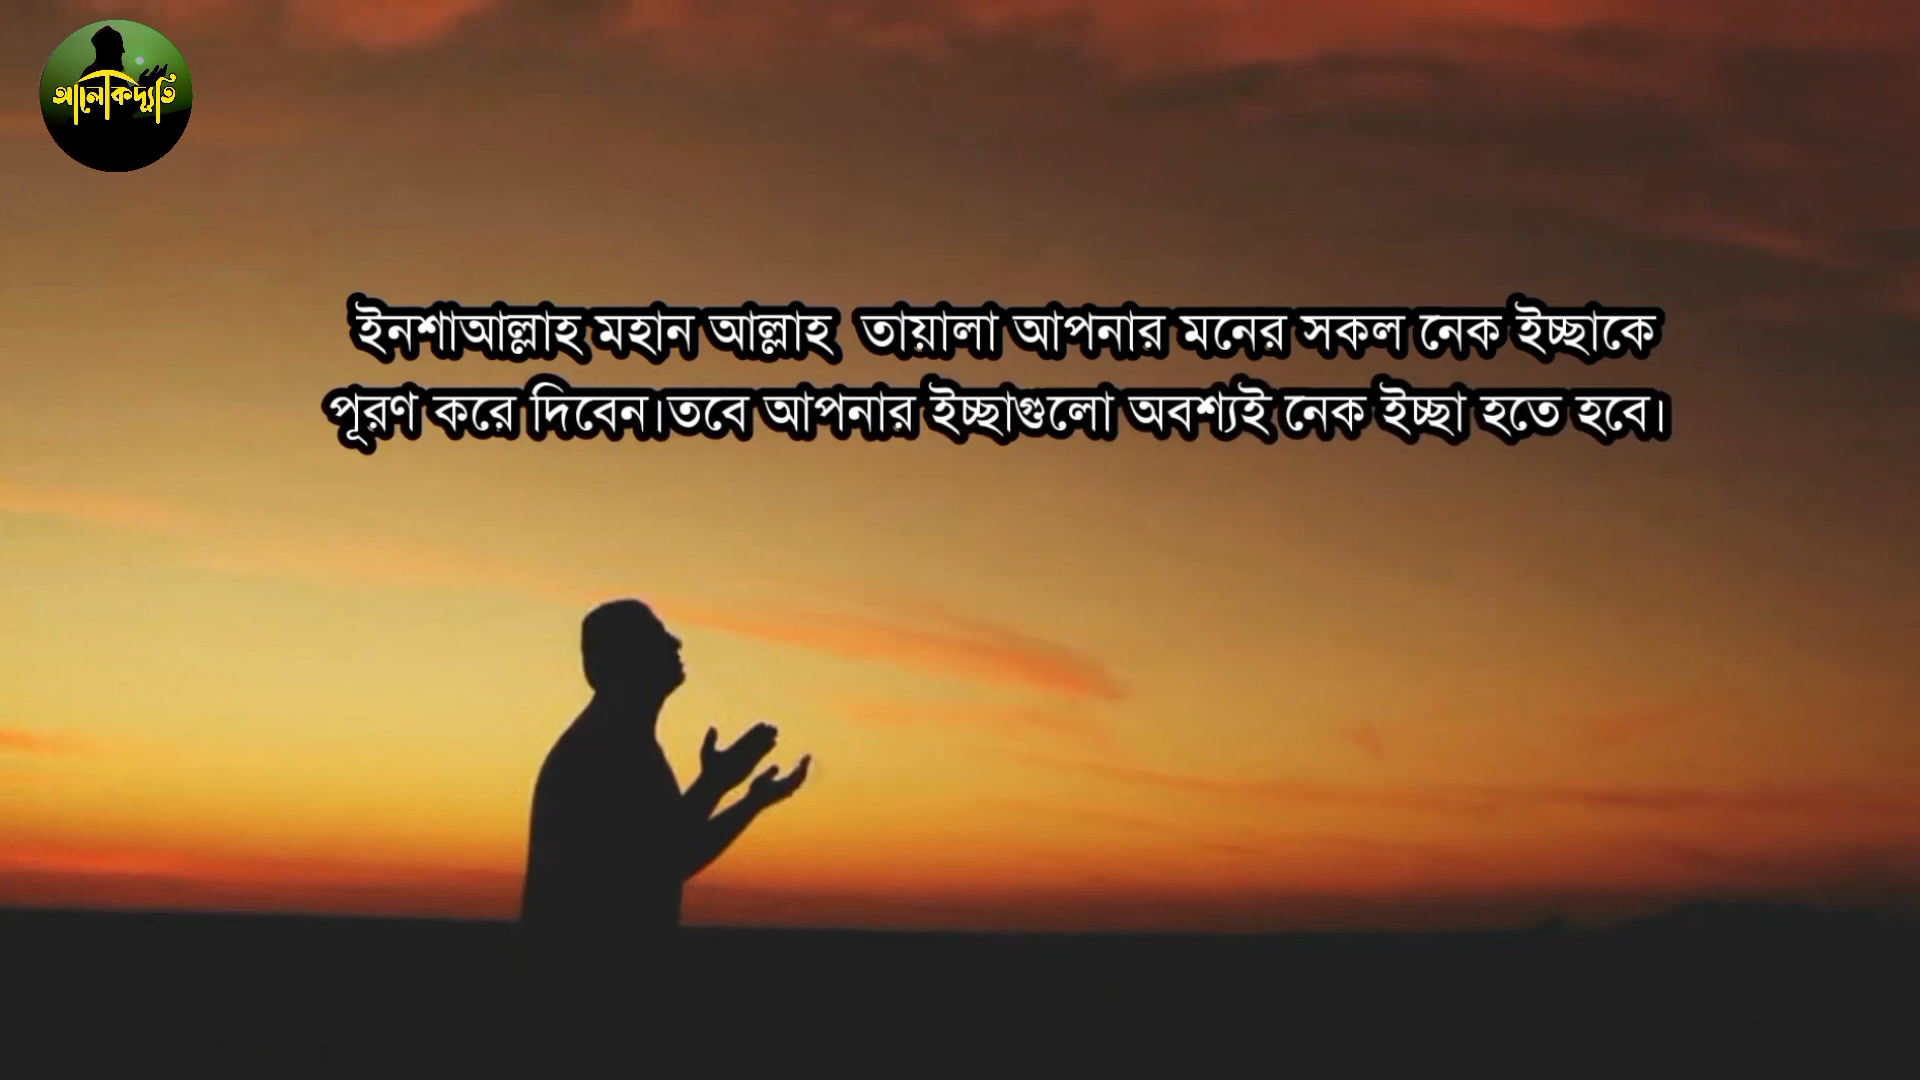 আলোকদ্যুতি
ইনশাআল্লাহ মহান আল্লাহ  তায়ালা আপনার মনের সকল নেক ইচ্ছাকে
পূরণ করে দিবেন।তবে আপনার ইচ্ছাগুলো অবশ্যই নেক ইচ্ছা হতে হবে।